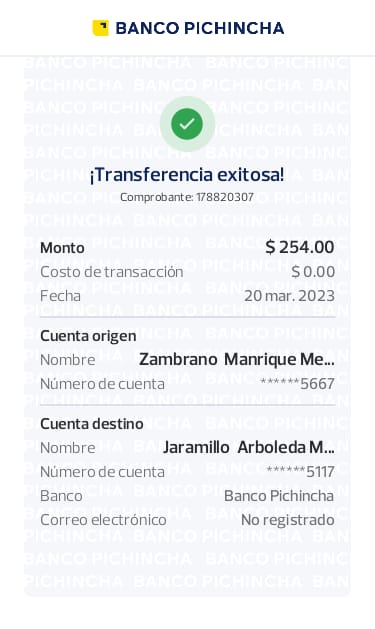 BANCO PICHINCHA
¡Transferencia exitosa!
Comprobante: 178820307
Monto $ 254.00
Costo de transacción $ 0.00
Fecha 20 mar. 2023
Cuenta origen
Nombre Zambrano Manrique Me...
Número de cuenta ******5667
Cuenta destino
Nombre Jaramillo Arboleda M...
Número de cuenta ******5117
Banco Banco Pichincha
Correo electrónico No registrado